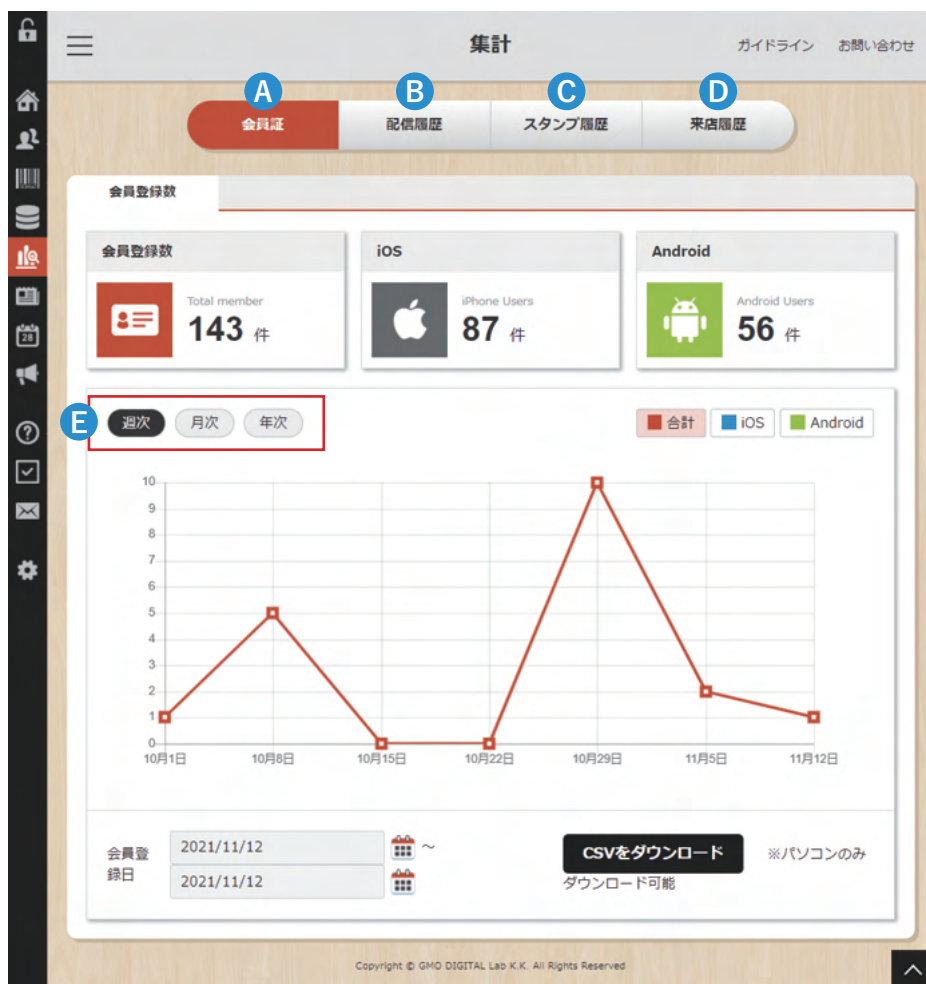 集計
ガイドライン お問い合わせ
A B C D
会員証 配信履歴 スタンプ履歴 来店履歴
会員登録数
会員登録数 iOS Android
Total member iPhone Users Android Users
143 件 87 件 56 件
E 週次 月次 年次 合計 iOS Android
10
9
8
7
6
5
4
3
2
1
0
10月1日 10月8日 10月15日 10月22日 10月29日 11月5日 11月12日
会員登
録日
2021/11/12 ～
2021/11/12
CSVをダウンロード ※パソコンのみ
ダウンロード可能
Copyright © GMO DIGITAL Lab K.K. All Rights Reserved
28